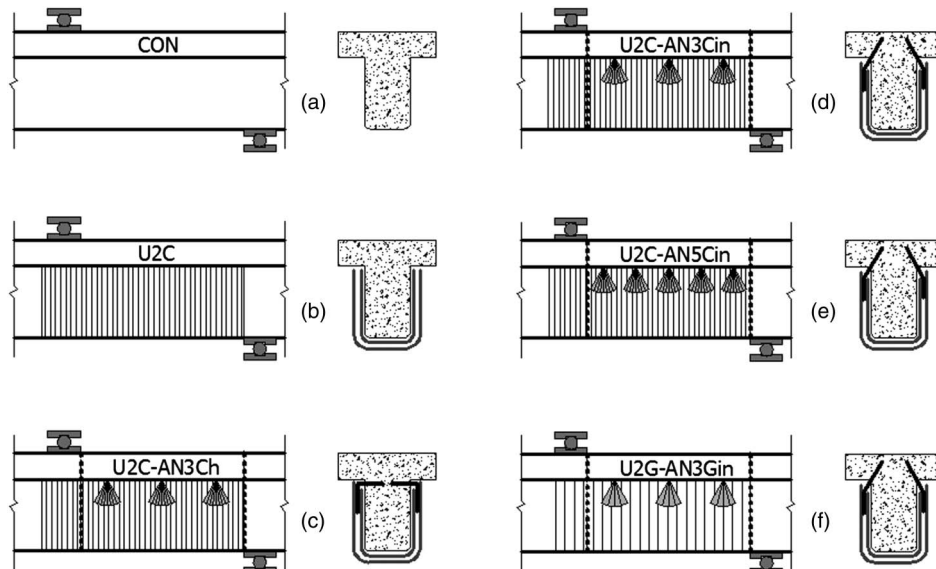 CON
(a)
U2C
(b)
U2C-AN3Ch
(c)
U2C-AN3Cin
(d)
U2C-AN5Cin
(e)
U2G-AN3Gin
(f)